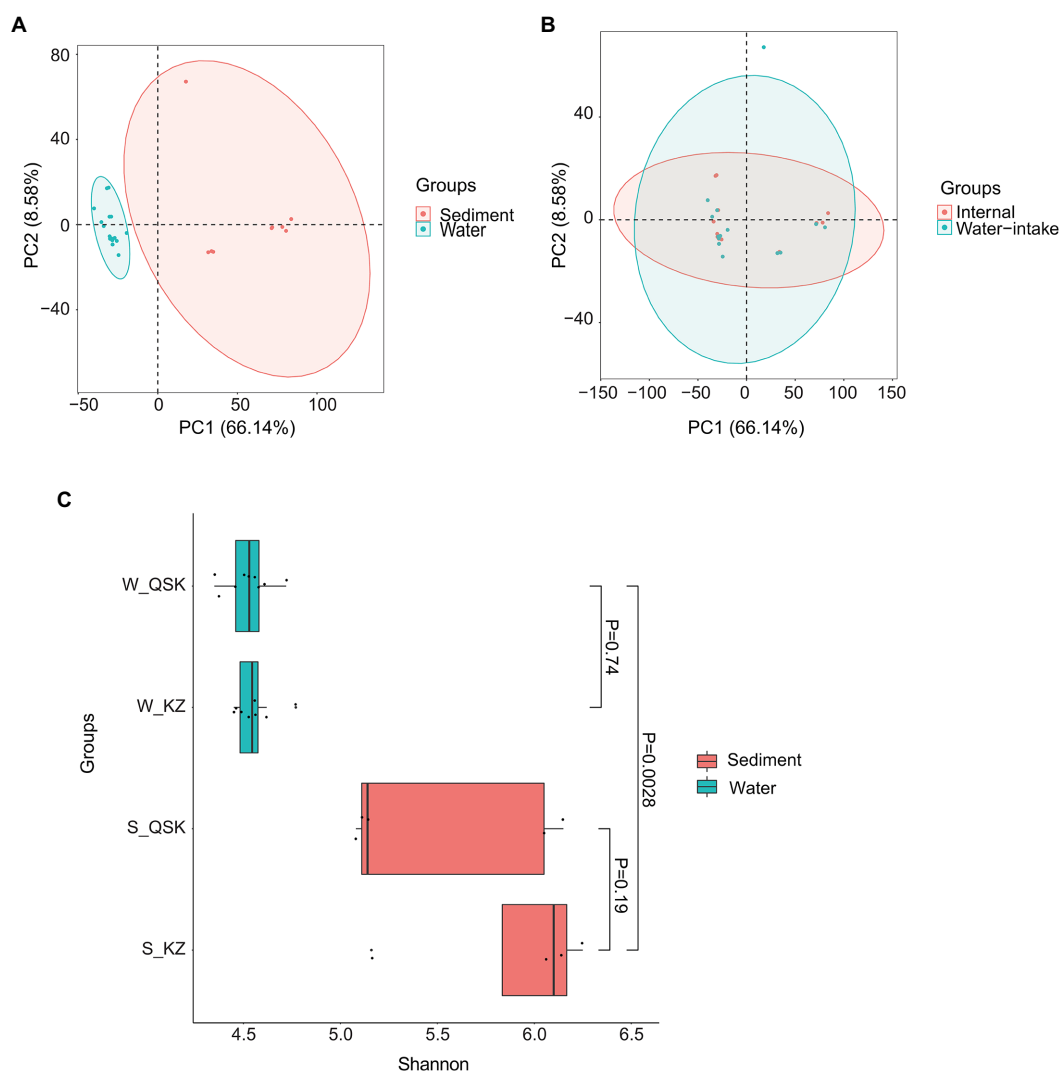 A
80
40
0
−40
−50
0
50
100
PC2 (8.58%)
PC1 (66.14%)
Groups
Sediment
Water
B
40
0
−40
−150
−100
−50
0
50
100
150
PC2 (8.58%)
PC1 (66.14%)
Groups
Internal
Water−intake
C
W_QSK
W_KZ
S_QSK
S_KZ
Groups
4.5
5.0
5.5
6.0
6.5
Shannon
P=0.74
P=0.0028
P=0.19
Sediment
Water